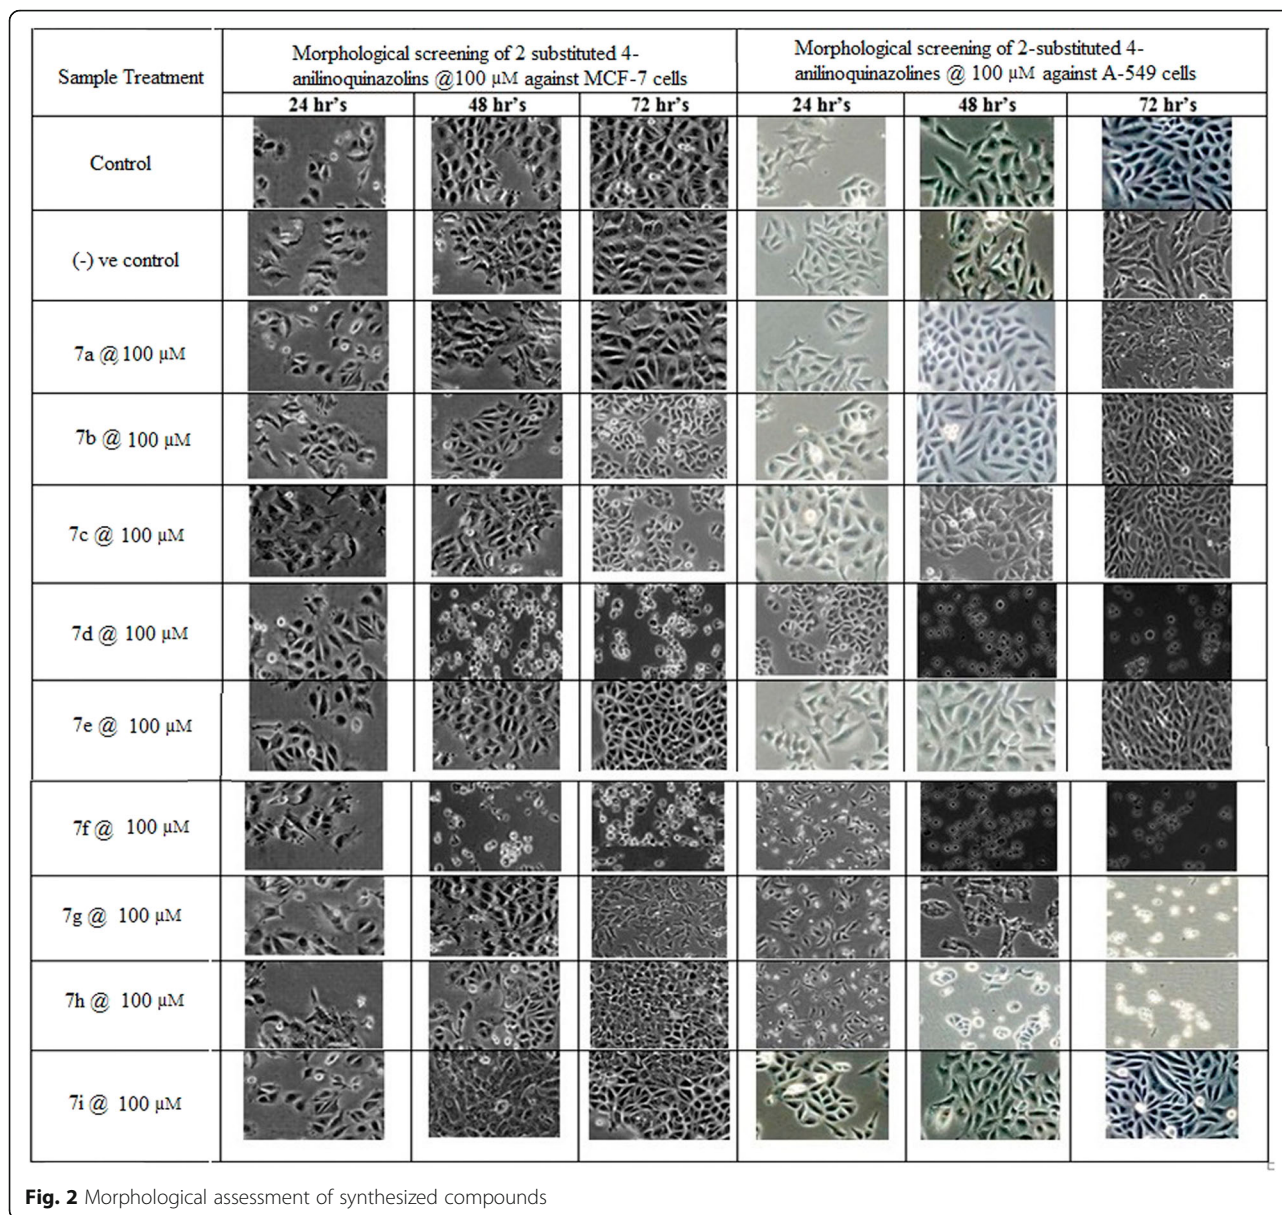 Sample Treatment
Morphological screening of 2 substituted 4-
anilinoquinazolins @100 µM against MCF-7 cells
Morphological screening of 2-substituted 4-
anilinoquinazolines @ 100 µM against A-549 cells
24 hr's 48 hr's 72 hr's 24 hr's 48 hr's 72 hr's
Control
(-) ve control
7a @ 100 µM
7b @ 100 µM
7c @ 100 µM
7d @ 100 µM
7e @ 100 µM
7f @ 100 µM
7g @ 100 µM
7h @ 100 µM
7i @ 100 µM
Fig. 2 Morphological assessment of synthesized compounds